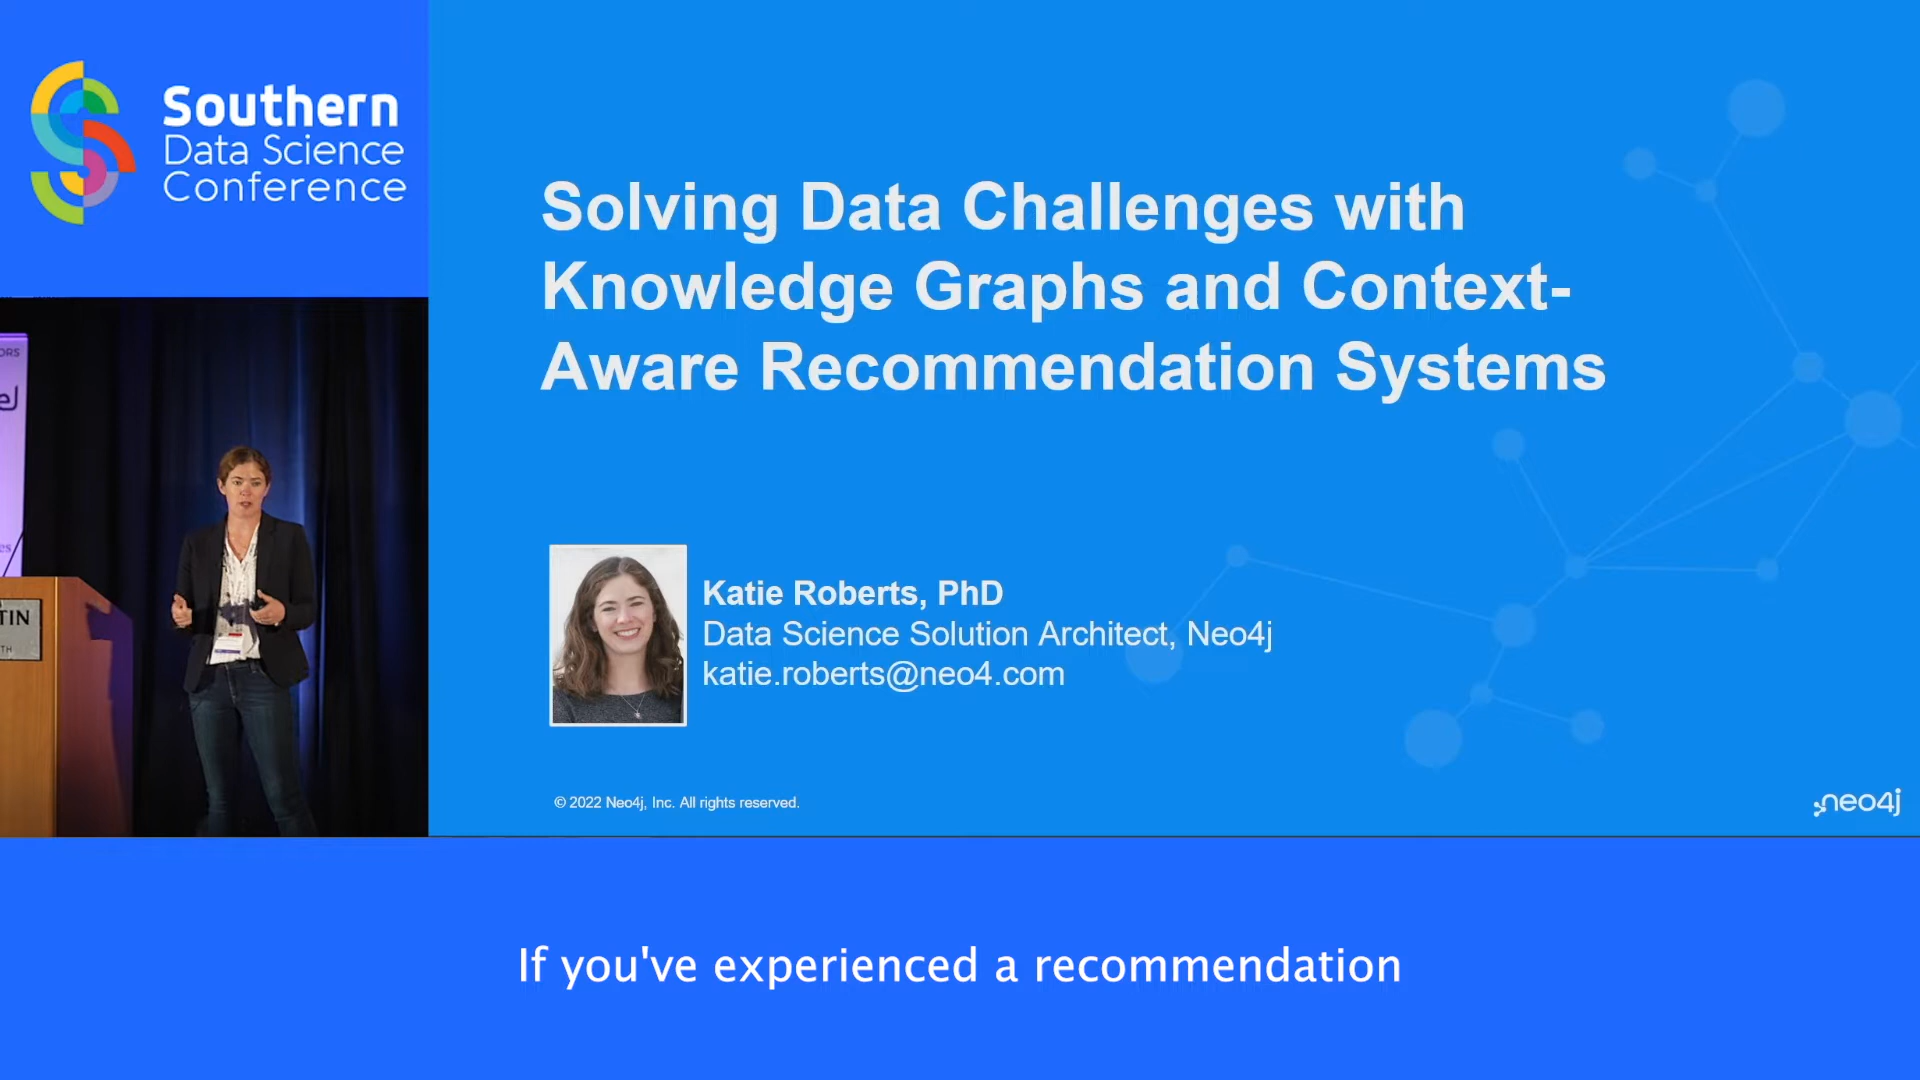 Southern
Data Science
Conference
Solving Data Challenges with
Knowledge Graphs and Context-
Aware Recommendation Systems
Katie Roberts, PhD
Data Science Solution Architect, Neo4j
katie.roberts@neo4.com
© 2022 Neo4j, Inc. All rights reserved.
neo4j
If you've experienced a recommendation